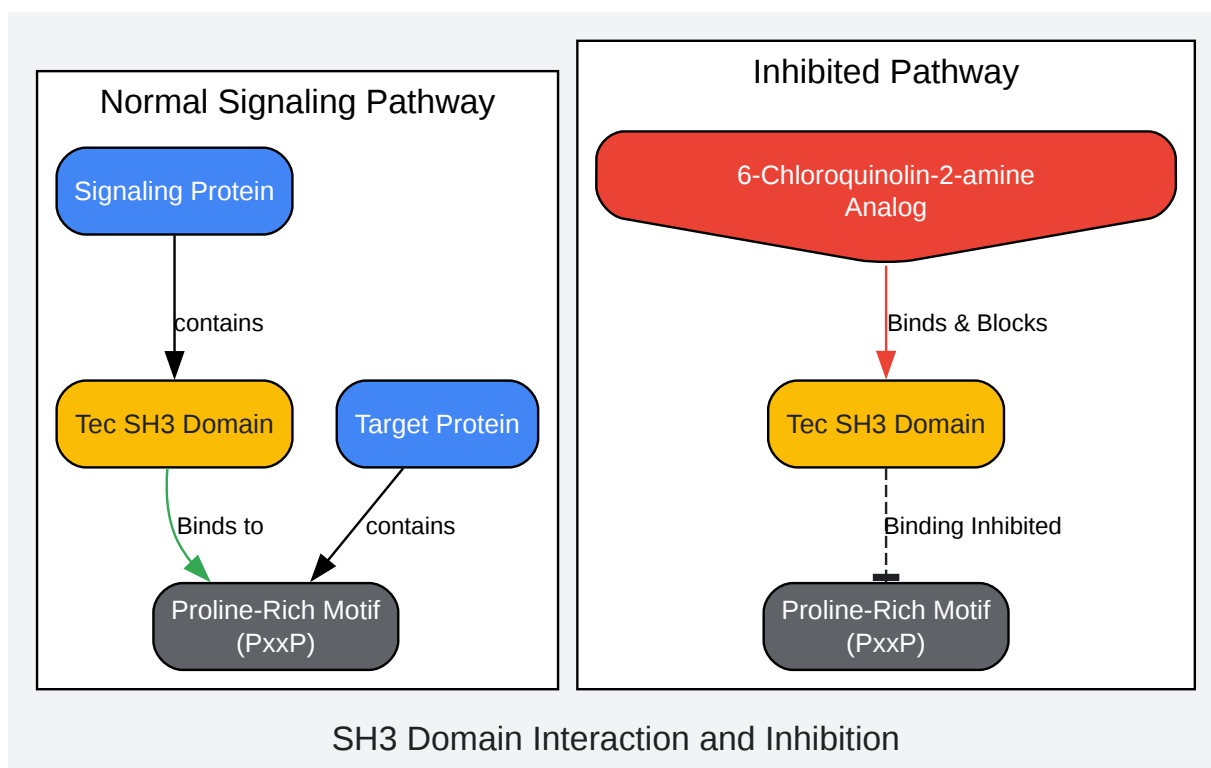 Normal Signaling Pathway
Signaling Protein
contains
Tec SH3 Domain
Target Protein
Binds to
contains
Proline-Rich Motif
(PxxP)
Inhibited Pathway
6-Chloroquinolin-2-amine
Analog
Binds & Blocks
Tec SH3 Domain
Binding Inhibited
Proline-Rich Motif
(PxxP)
SH3 Domain Interaction and Inhibition